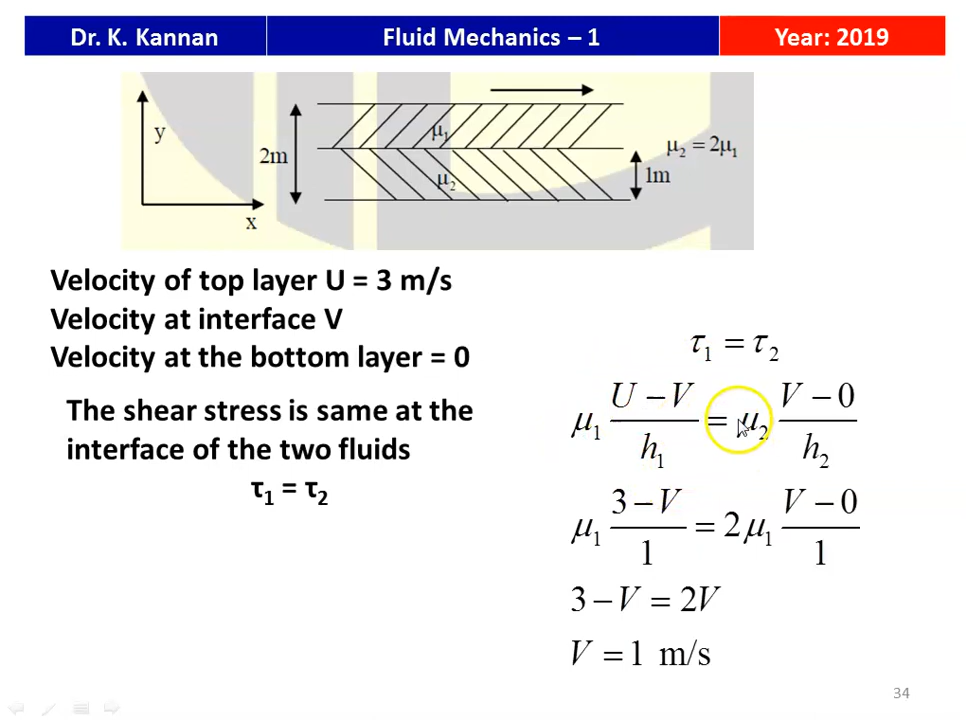 Dr. K. Kannan
Fluid Mechanics – 1
Year: 2019
y
x
2m
μ₁
μ₂
μ₂ = 2μ₁
1m
Velocity of top layer U = 3 m/s
Velocity at interface V
Velocity at the bottom layer = 0
The shear stress is same at the
interface of the two fluids
τ₁ = τ₂
τ₁ = τ₂
μ₁ (U – V)/h₁ = μ₂ (V – 0)/h₂
μ₁ (3 – V)/1 = 2μ₁ (V – 0)/1
3 – V = 2V
V = 1 m/s
34